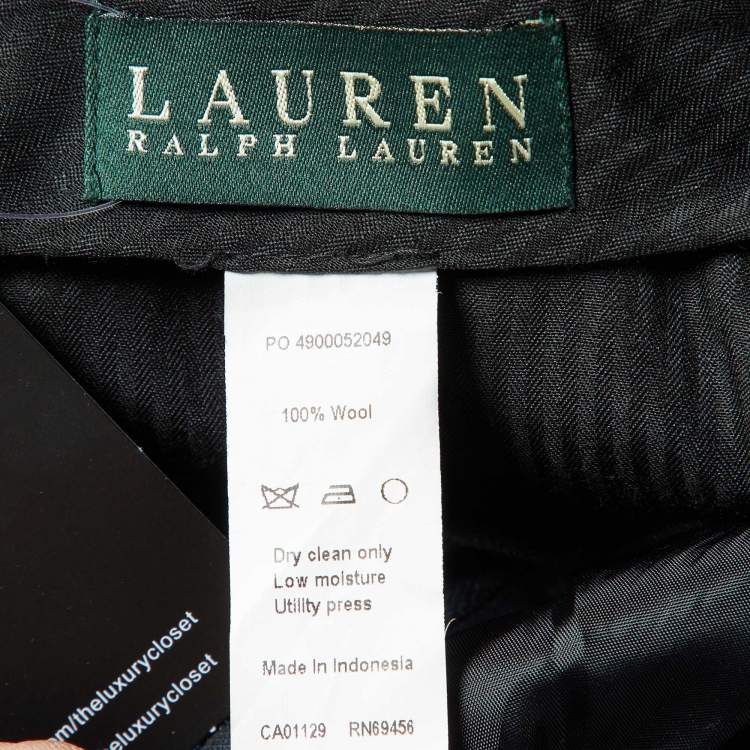 LAUREN
RALPH LAUREN
PO 4900052049
100% Wool
Dry clean only
Low moisture
Utility press
Made In Indonesia
CA01129 RN69456
m/theluxurycloset
theluxurycloset